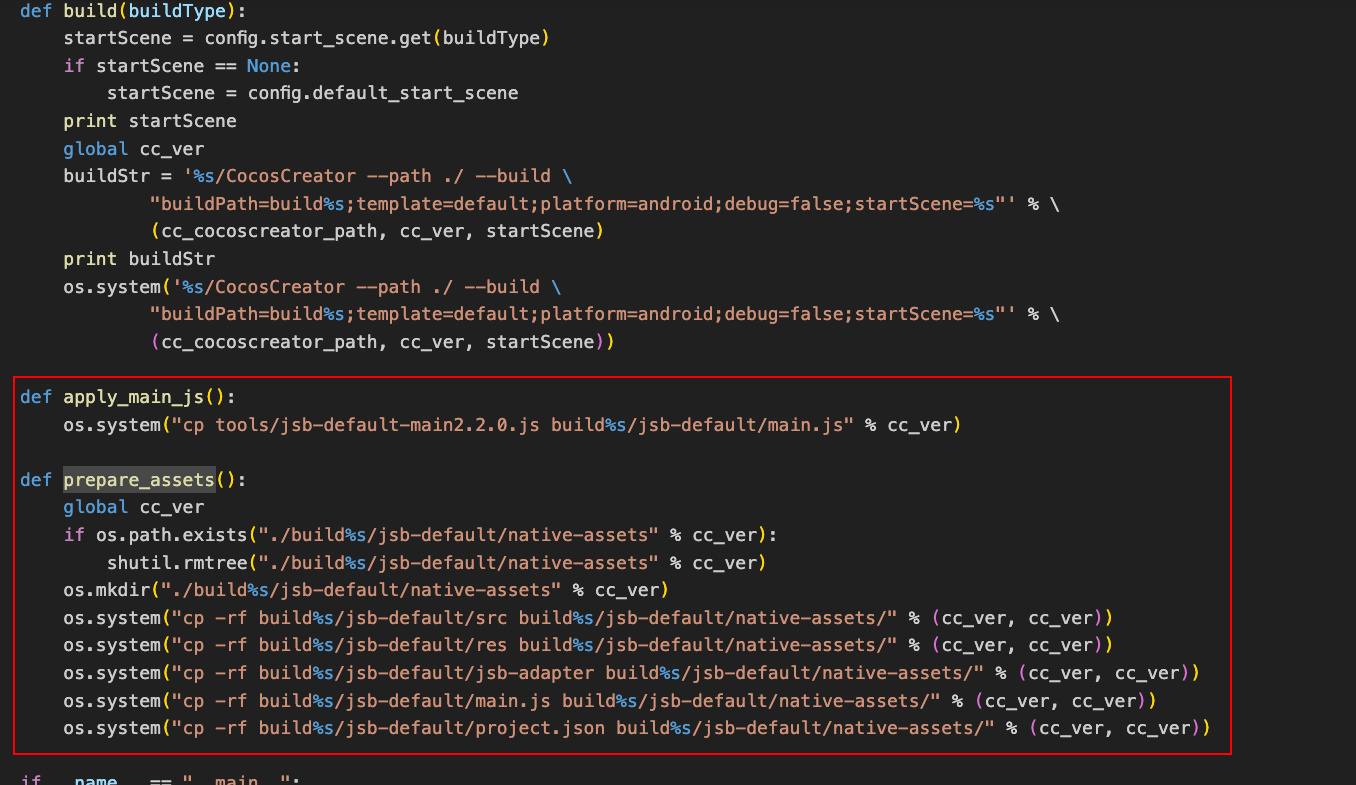 def build(buildType):
    startScene = config.start_scene.get(buildType)
    if startScene == None:
        startScene = config.default_start_scene
    print startScene
    global cc_ver
    buildStr = '%s/CocosCreator --path ./ --build \
            "buildPath=build%s;template=default;platform=android;debug=false;startScene=%s"' % \
            (cc_cocoscreator_path, cc_ver, startScene)
    print buildStr
    os.system('%s/CocosCreator --path ./ --build \
            "buildPath=build%s;template=default;platform=android;debug=false;startScene=%s"' % \
            (cc_cocoscreator_path, cc_ver, startScene))
def apply_main_js():
    os.system("cp tools/jsb-default-main2.2.0.js build%s/jsb-default/main.js" % cc_ver)
def prepare_assets():
    global cc_ver
    if os.path.exists("./build%s/jsb-default/native-assets" % cc_ver):
        shutil.rmtree("./build%s/jsb-default/native-assets" % cc_ver)
    os.mkdir("./build%s/jsb-default/native-assets" % cc_ver)
    os.system("cp -rf build%s/jsb-default/src build%s/jsb-default/native-assets/" % (cc_ver, cc_ver))
    os.system("cp -rf build%s/jsb-default/res build%s/jsb-default/native-assets/" % (cc_ver, cc_ver))
    os.system("cp -rf build%s/jsb-default/jsb-adapter build%s/jsb-default/native-assets/" % (cc_ver, cc_ver))
    os.system("cp -rf build%s/jsb-default/main.js build%s/jsb-default/native-assets/" % (cc_ver, cc_ver))
    os.system("cp -rf build%s/jsb-default/project.json build%s/jsb-default/native-assets/" % (cc_ver, cc_ver))
if __name__ == "__main__":